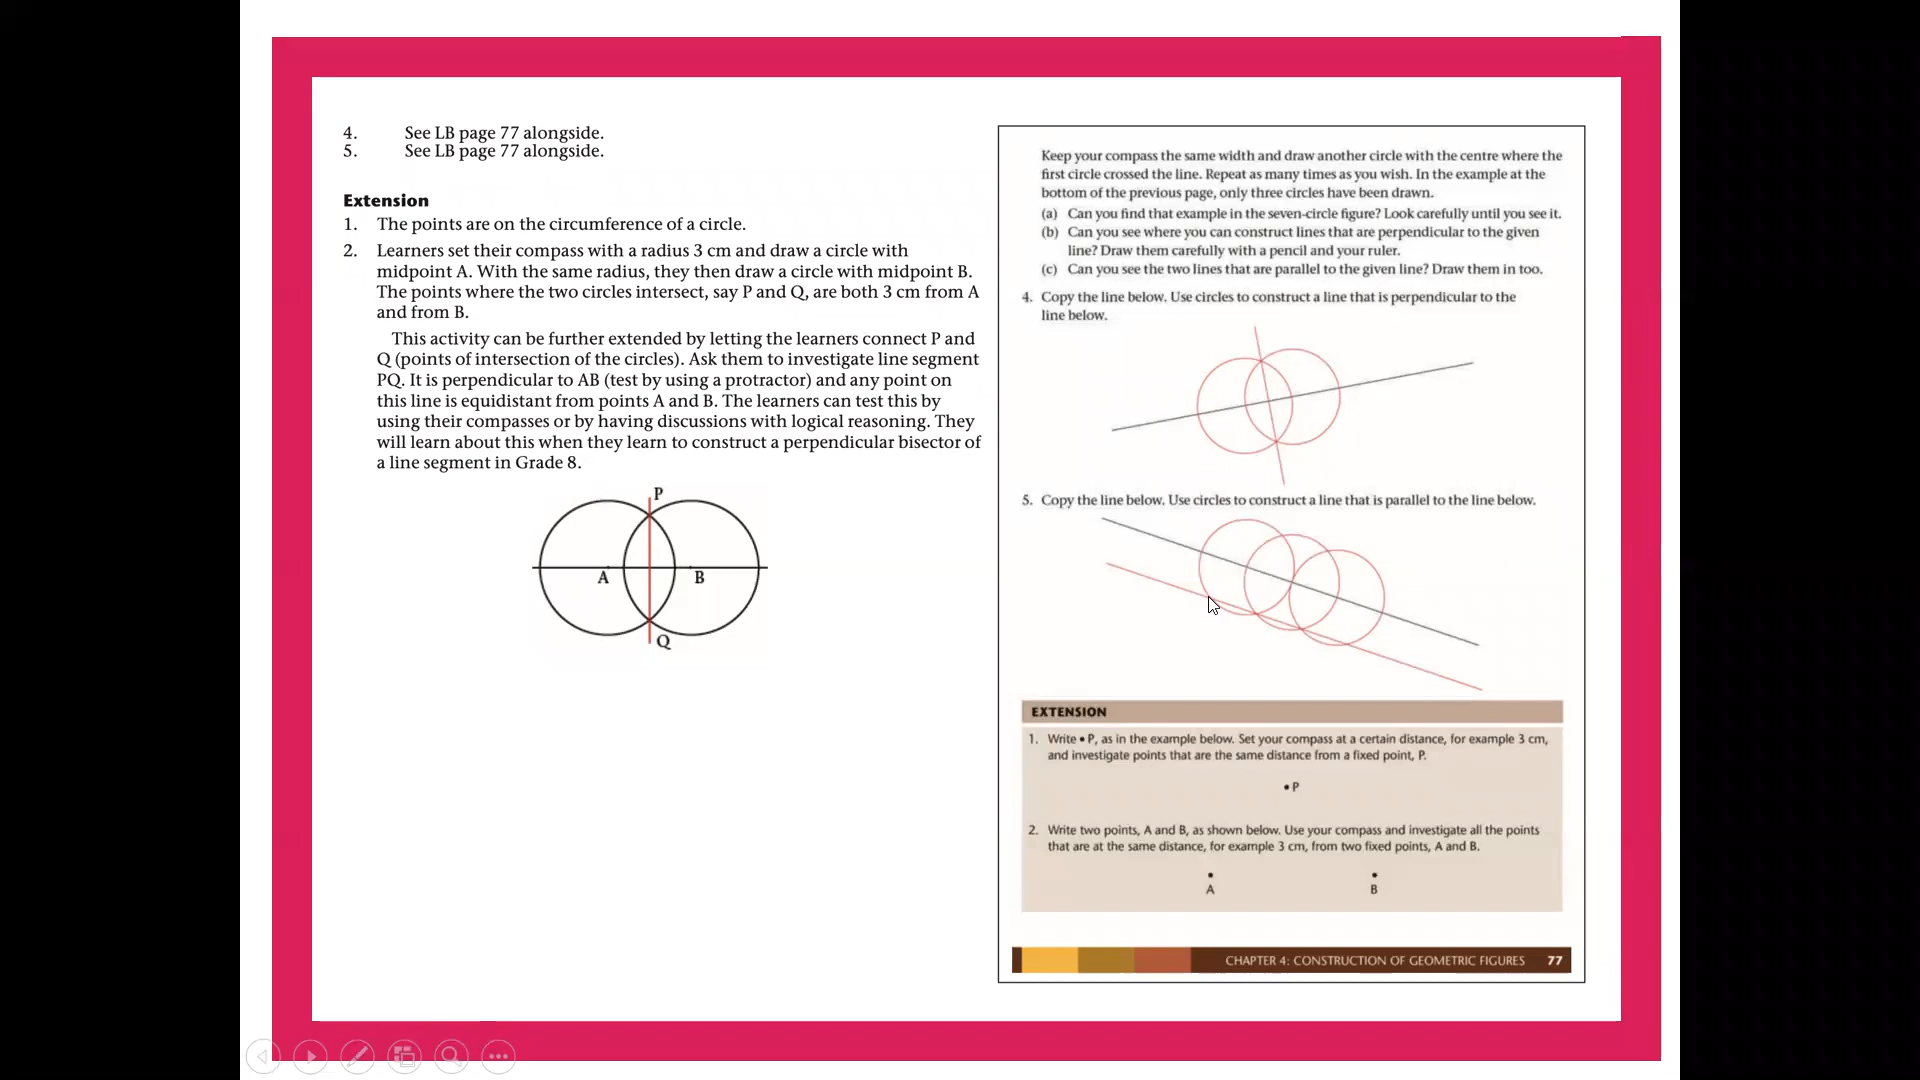 4. See LB page 77 alongside.
5. See LB page 77 alongside.
Extension
1. The points are on the circumference of a circle.
2. Learners set their compass with a radius 3 cm and draw a circle with
midpoint A. With the same radius, they then draw a circle with midpoint B.
The points where the two circles intersect, say P and Q, are both 3 cm from A
and from B.
This activity can be further extended by letting the learners connect P and
Q (points of intersection of the circles). Ask them to investigate line segment
PQ. It is perpendicular to AB (test by using a protractor) and any point on
this line is equidistant from points A and B. The learners can test this by
using their compasses or by having discussions with logical reasoning. They
will learn about this when they learn to construct a perpendicular bisector of
a line segment in Grade 8.
P
A B
Q
Keep your compass the same width and draw another circle with the centre where the
first circle crossed the line. Repeat as many times as you wish. In the example at the
bottom of the previous page, only three circles have been drawn.
(a) Can you find that example in the seven-circle figure? Look carefully until you see it.
(b) Can you see where you can construct lines that are perpendicular to the given
line? Draw them carefully with a pencil and your ruler.
(c) Can you see the two lines that are parallel to the given line? Draw them in too.
4. Copy the line below. Use circles to construct a line that is perpendicular to the
line below.
5. Copy the line below. Use circles to construct a line that is parallel to the line below.
EXTENSION
1. Write • P, as in the example below. Set your compass at a certain distance, for example 3 cm,
and investigate points that are the same distance from a fixed point, P.
• P
2. Write two points, A and B, as shown below. Use your compass and investigate all the points
that are at the same distance, for example 3 cm, from two fixed points, A and B.
A B
CHAPTER 4: CONSTRUCTION OF GEOMETRIC FIGURES 77